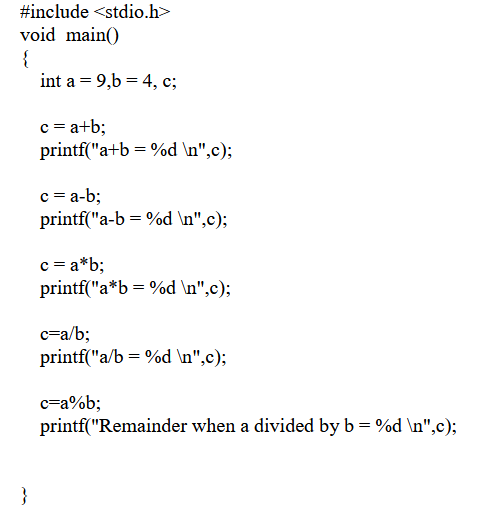 #include <stdio.h>
void main()
{
int a = 9,b = 4, c;
c = a+b;
printf("a+b = %d \n",c);
c = a-b;
printf("a-b = %d \n",c);
c = a*b;
printf("a*b = %d \n",c);
c=a/b;
printf("a/b = %d \n",c);
c=a%b;
printf("Remainder when a divided by b = %d \n",c);
}